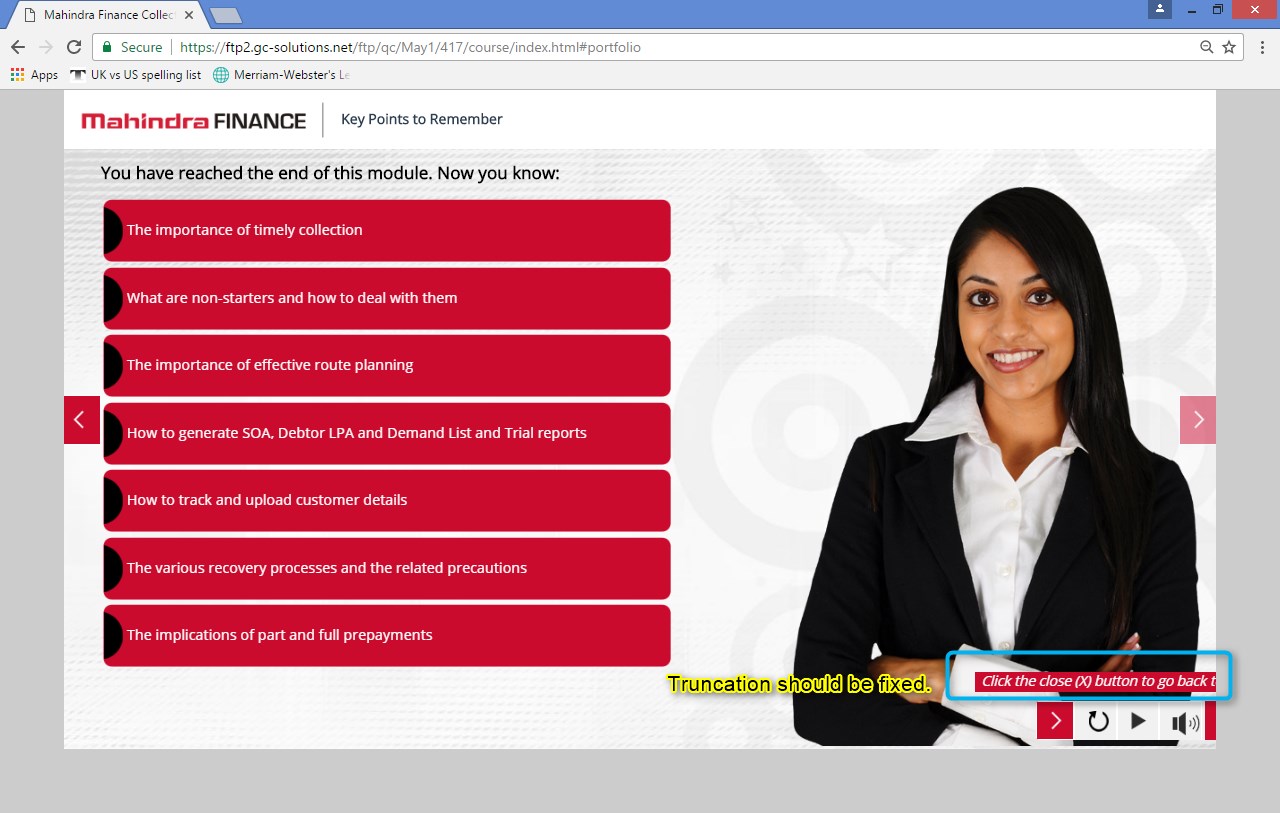 Mahindra Finance Collec
Secure https://ftp2.gc-solutions.net/ftp/qc/May1/417/course/index.html#portfolio
Apps UK vs US spelling list Merriam-Webster's Le
Mahindra FINANCE Key Points to Remember
You have reached the end of this module. Now you know:
The importance of timely collection
What are non-starters and how to deal with them
The importance of effective route planning
How to generate SOA, Debtor LPA and Demand List and Trial reports
How to track and upload customer details
The various recovery processes and the related precautions
The implications of part and full prepayments
Truncation should be fixed.
Click the close (X) button to go back t